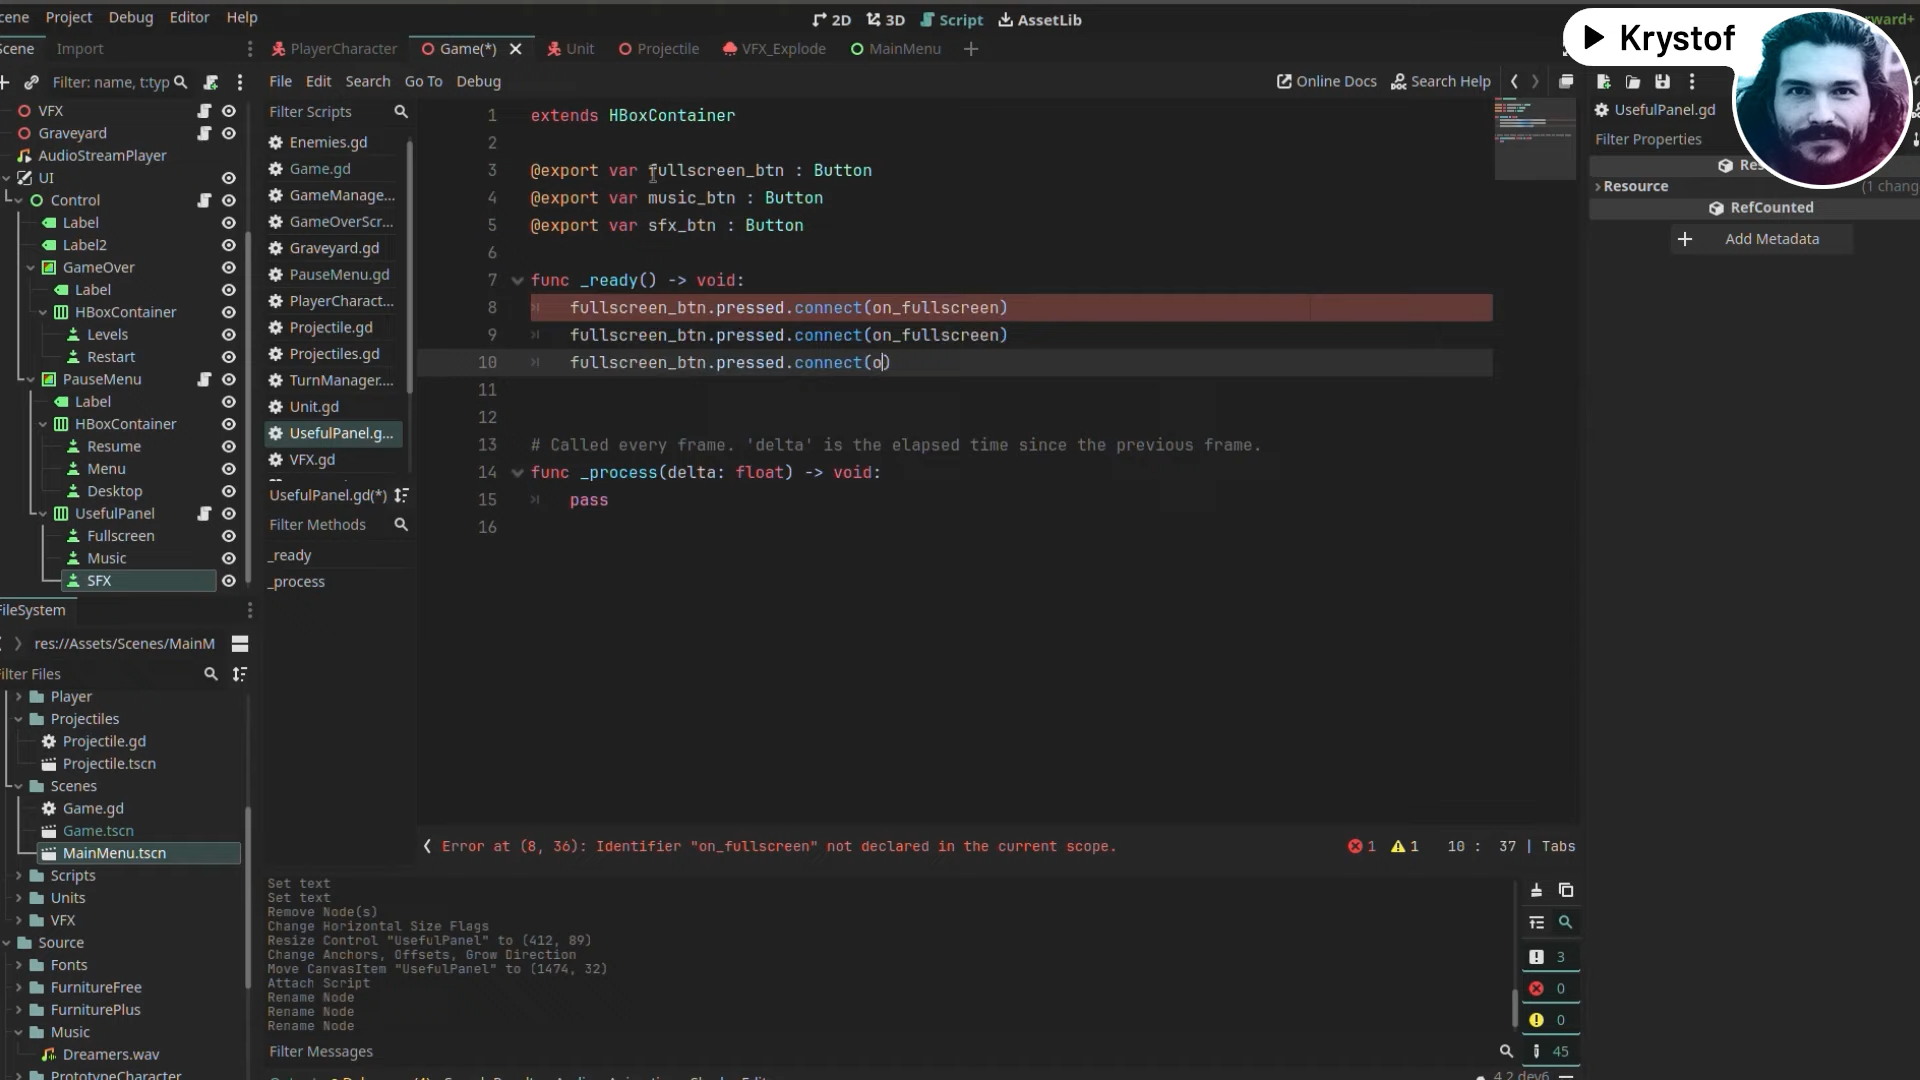 cene Project Debug Editor Help
2D 3D Script AssetLib
Krystof
Scene Import
PlayerCharacter Game(*) Unit Projectile VFX_Explode MainMenu
Filter: name, t:typ
File Edit Search Go To Debug
Online Docs Search Help
VFX
Graveyard
AudioStreamPlayer
UI
Control
Label
Label2
GameOver
Label
HBoxContainer
Levels
Restart
PauseMenu
Label
HBoxContainer
Resume
Menu
Desktop
UsefulPanel
Fullscreen
Music
SFX
FileSystem
res://Assets/Scenes/MainM
ilter Files
Player
Projectiles
Projectile.gd
Projectile.tscn
Scenes
Game.gd
Game.tscn
MainMenu.tscn
Scripts
Units
VFX
Source
Fonts
FurnitureFree
FurniturePlus
Music
Dreamers.wav
PrototypeCharacter
Filter Scripts
Enemies.gd
Game.gd
GameManage...
GameOverScr...
Graveyard.gd
PauseMenu.gd
PlayerCharact...
Projectile.gd
Projectiles.gd
TurnManager....
Unit.gd
UsefulPanel.g...
VFX.gd
UsefulPanel.gd(*)
Filter Methods
_ready
_process
1 extends HBoxContainer
2
3 @export var fullscreen_btn : Button
4 @export var music_btn : Button
5 @export var sfx_btn : Button
6
7 func _ready() -> void:
8 fullscreen_btn.pressed.connect(on_fullscreen)
9 fullscreen_btn.pressed.connect(on_fullscreen)
10 fullscreen_btn.pressed.connect(o)
11
12
13 # Called every frame. 'delta' is the elapsed time since the previous frame.
14 func _process(delta: float) -> void:
15 pass
16
Error at (8, 36): Identifier "on_fullscreen" not declared in the current scope.
1 1 10 : 37 | Tabs
Set text
Set text
Remove Node(s)
Change Horizontal Size Flags
Resize Control "UsefulPanel" to (412, 89)
Change Anchors, Offsets, Grow Direction
Move CanvasItem "UsefulPanel" to (1474, 32)
Attach Script
Rename Node
Rename Node
Rename Node
Filter Messages
3
0
0
45
4.2.dev6
UsefulPanel.gd
Filter Properties
Resource (1 chang
RefCounted
Add Metadata